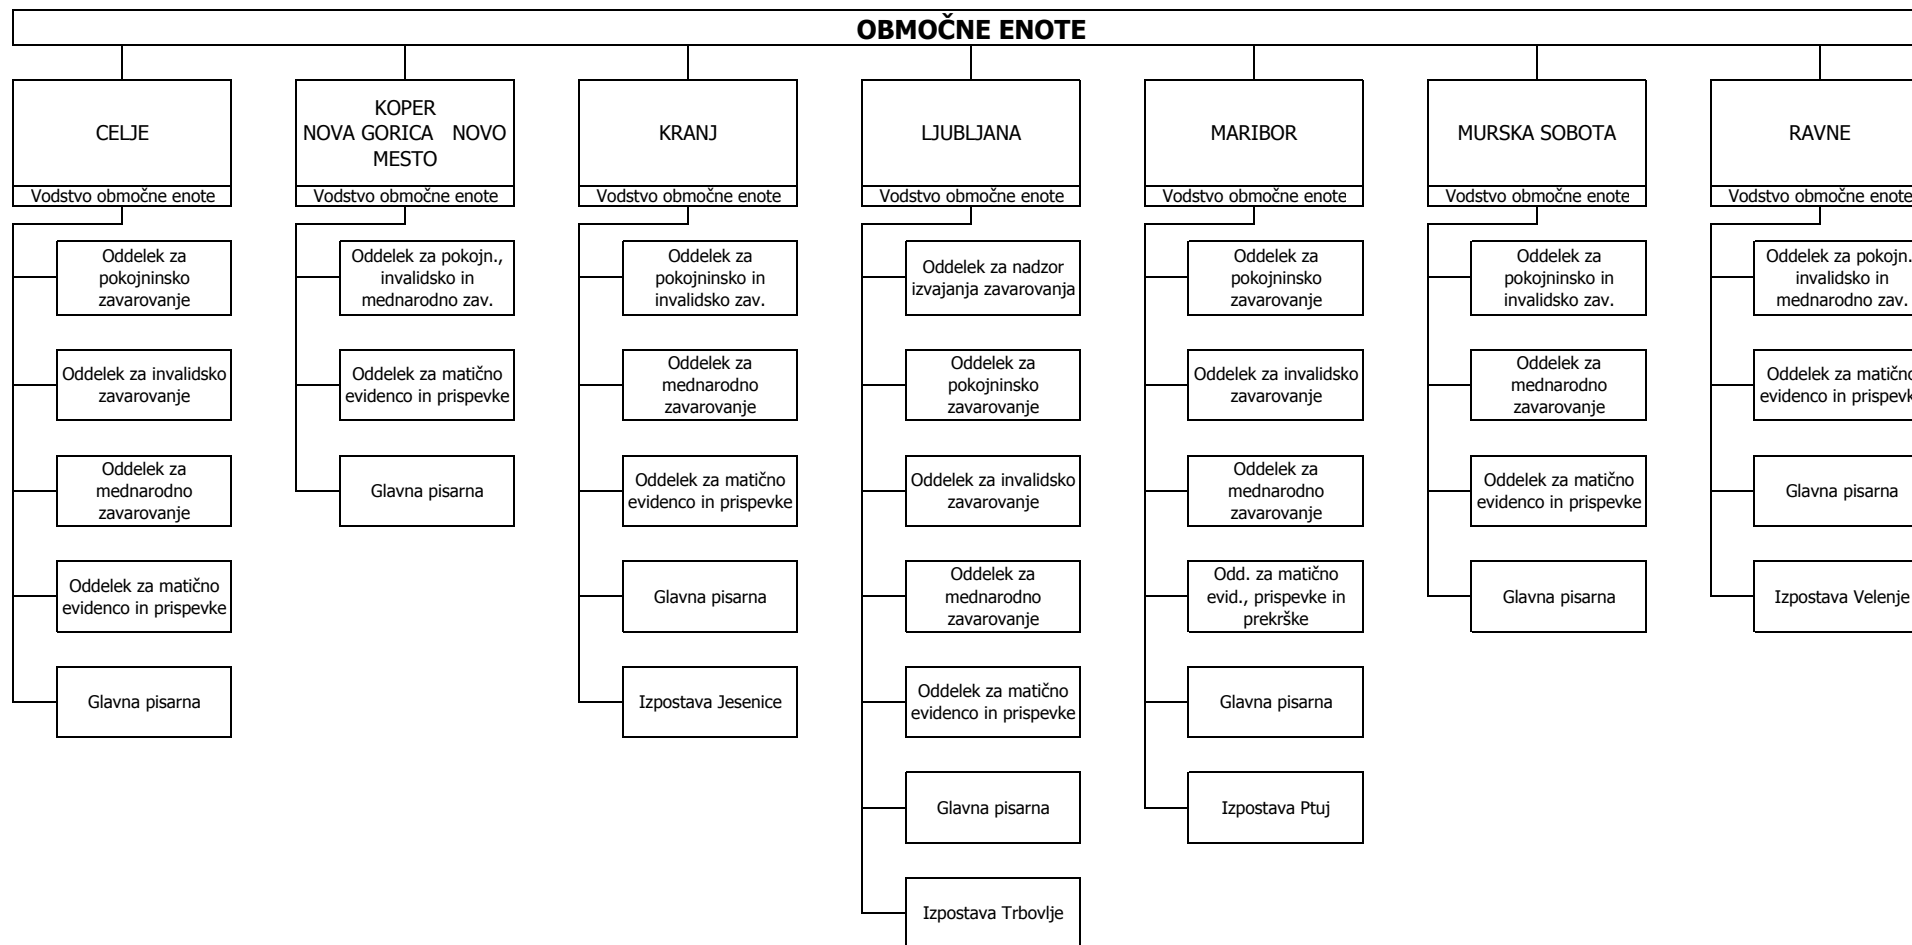 OBMOČNE ENOTE
CELJE
Vodstvo območne enote
Oddelek za
pokojninsko
zavarovanje
Oddelek za invalidsko
zavarovanje
Oddelek za
mednarodno
zavarovanje
Oddelek za matično
evidenco in prispevke
Glavna pisarna
KOPER
NOVA GORICA NOVO
MESTO
Vodstvo območne enote
Oddelek za pokojn.,
invalidsko in
mednarodno zav.
Oddelek za matično
evidenco in prispevke
Glavna pisarna
KRANJ
Vodstvo območne enote
Oddelek za
pokojninsko in
invalidsko zav.
Oddelek za
mednarodno
zavarovanje
Oddelek za matično
evidenco in prispevke
Glavna pisarna
Izpostava Jesenice
LJUBLJANA
Vodstvo območne enote
Oddelek za nadzor
izvajanja zavarovanja
Oddelek za
pokojninsko
zavarovanje
Oddelek za invalidsko
zavarovanje
Oddelek za
mednarodno
zavarovanje
Oddelek za matično
evidenco in prispevke
Glavna pisarna
Izpostava Trbovlje
MARIBOR
Vodstvo območne enote
Oddelek za
pokojninsko
zavarovanje
Oddelek za invalidsko
zavarovanje
Oddelek za
mednarodno
zavarovanje
Odd. za matično
evid., prispevke in
prekrške
Glavna pisarna
Izpostava Ptuj
MURSKA SOBOTA
Vodstvo območne enote
Oddelek za
pokojninsko in
invalidsko zav.
Oddelek za
mednarodno
zavarovanje
Oddelek za matično
evidenco in prispevke
Glavna pisarna
RAVNE
Vodstvo območne enote
Oddelek za pokojn.
invalidsko in
mednarodno zav.
Oddelek za matično
evidenco in prispevk
Glavna pisarna
Izpostava Velenje